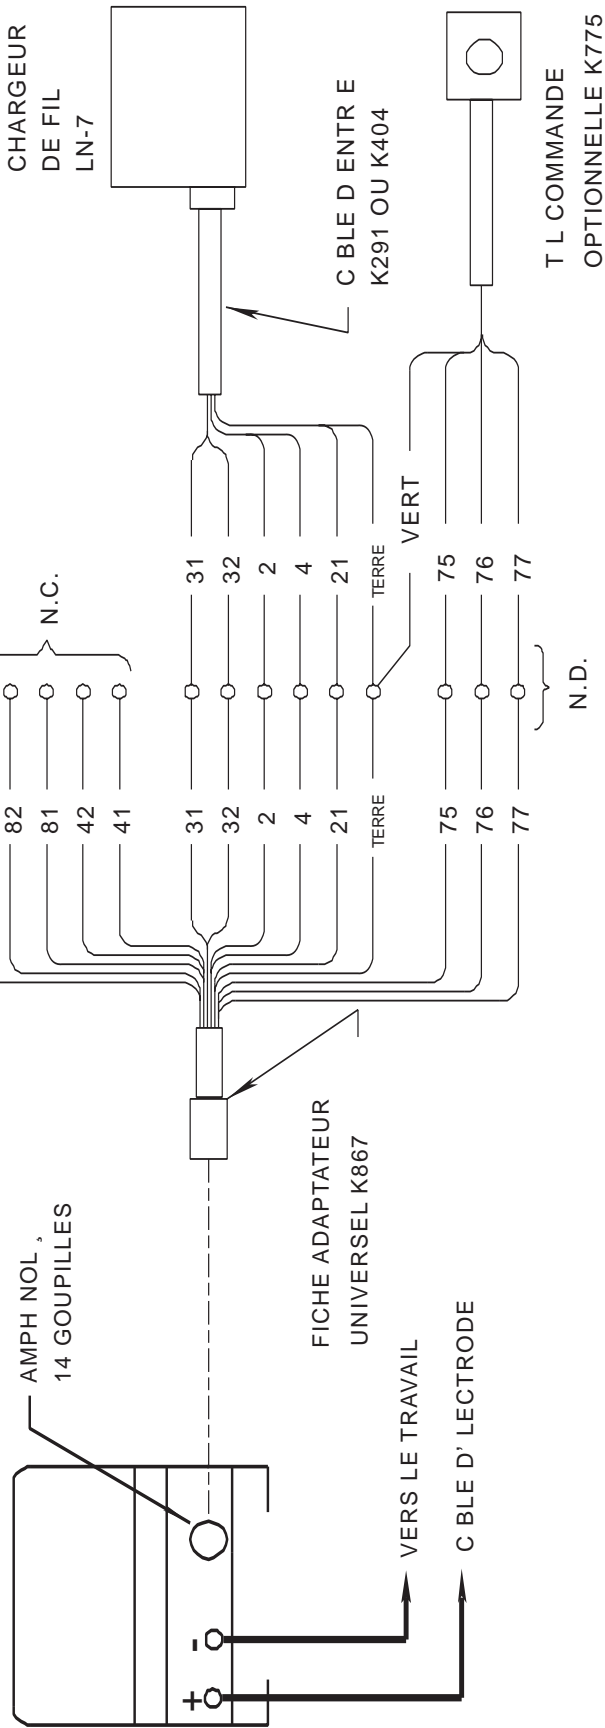 CHARGEUR
DE FIL
LN-7
C BLE D ENTR E
K291 OU K404
T L COMMANDE
OPTIONNELLE K775
N.C.
82
81
42
41
31
32
2
4
21
TERRE
75
76
77
31
32
2
4
21
TERRE
VERT
75
76
77
N.D.
AMPH NOL ,
14 GOUPILLES
FICHE ADAPTATEUR
UNIVERSEL K867
VERS LE TRAVAIL
C BLE D' LECTRODE
-
+